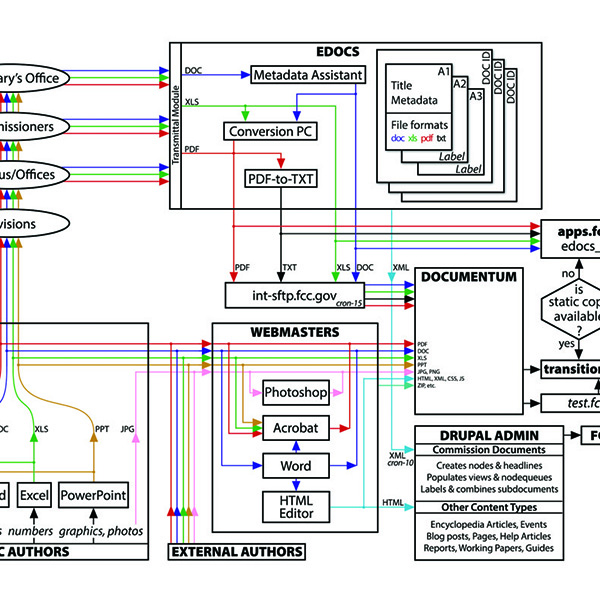 EDOCS
ary's Office
missioners
us/Offices
visions
Transmittal Module
DOC
XLS
PDF
Metadata Assistant
Conversion PC
PDF-to-TXT
Title
Metadata
A1
A2
A3
File formats
doc xls pdf txt
Label
Label
DOC ID
DOC ID
DOC ID
PDF
TXT
XLS
DOC
XML
int-sftp.fcc.gov
cron-15
apps.fc
edocs_
no
is
static cop
available
?
yes
transition
test.fc
DOCUMENTUM
PDF
DOC
XLS
PPT
JPG, PNG
HTML, XML, CSS, JS
ZIP, etc.
WEBMASTERS
Photoshop
Acrobat
Word
HTML
Editor
XML
cron-10
HTML
DRUPAL ADMIN
Commission Documents
Creates nodes & headlines
Populates views & nodequeues
Labels & combines subdocuments
Other Content Types
Encyclopedia Articles, Events
Blog posts, Pages, Help Articles
Reports, Working Papers, Guides
F
OC
XLS
PPT
JPG
d
Excel
PowerPoint
s numbers
graphics, photos
C AUTHORS
EXTERNAL AUTHORS